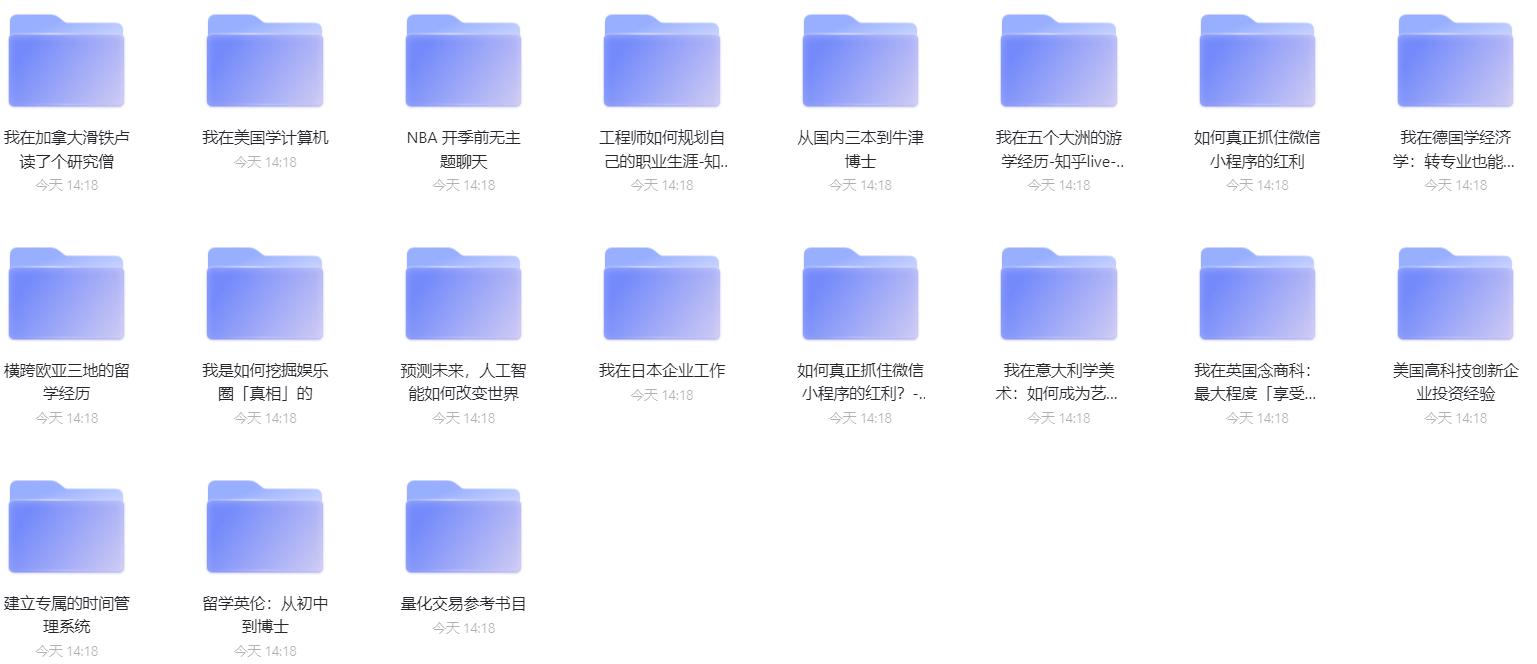 我在加拿大滑铁卢
读了个研究僧
今天 14:18
我在美国学计算机
今天 14:18
NBA 开季前无主
题聊天
今天 14:18
工程师如何规划自
己的职业生涯-知..
今天 14:18
从国内三本到牛津
博士
今天 14:18
我在五个大洲的游
学经历-知乎live-..
今天 14:18
如何真正抓住微信
小程序的红利
今天 14:18
我在德国学经济
学：转专业也能...
今天 14:18
横跨欧亚三地的留
学经历
今天 14:18
我是如何挖掘娱乐
圈「真相」的
今天 14:18
预测未来，人工智
能如何改变世界
今天 14:18
我在日本企业工作
今天 14:18
如何真正抓住微信
小程序的红利？-..
今天 14:18
我在意大利学美
术：如何成为艺...
今天 14:18
我在英国念商科：
最大程度「享受...
今天 14:18
美国高科技创新企
业投资经验
今天 14:18
建立专属的时间管
理系统
今天 14:18
留学英伦：从初中
到博士
今天 14:18
量化交易参考书目
今天 14:18